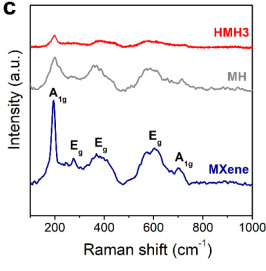 C
HMH3
MH
A1g
Eg
Eg
Eg
A1g
MXene
Intensity (a.u.)
200 400 600 800 1000
Raman shift (cm-1)